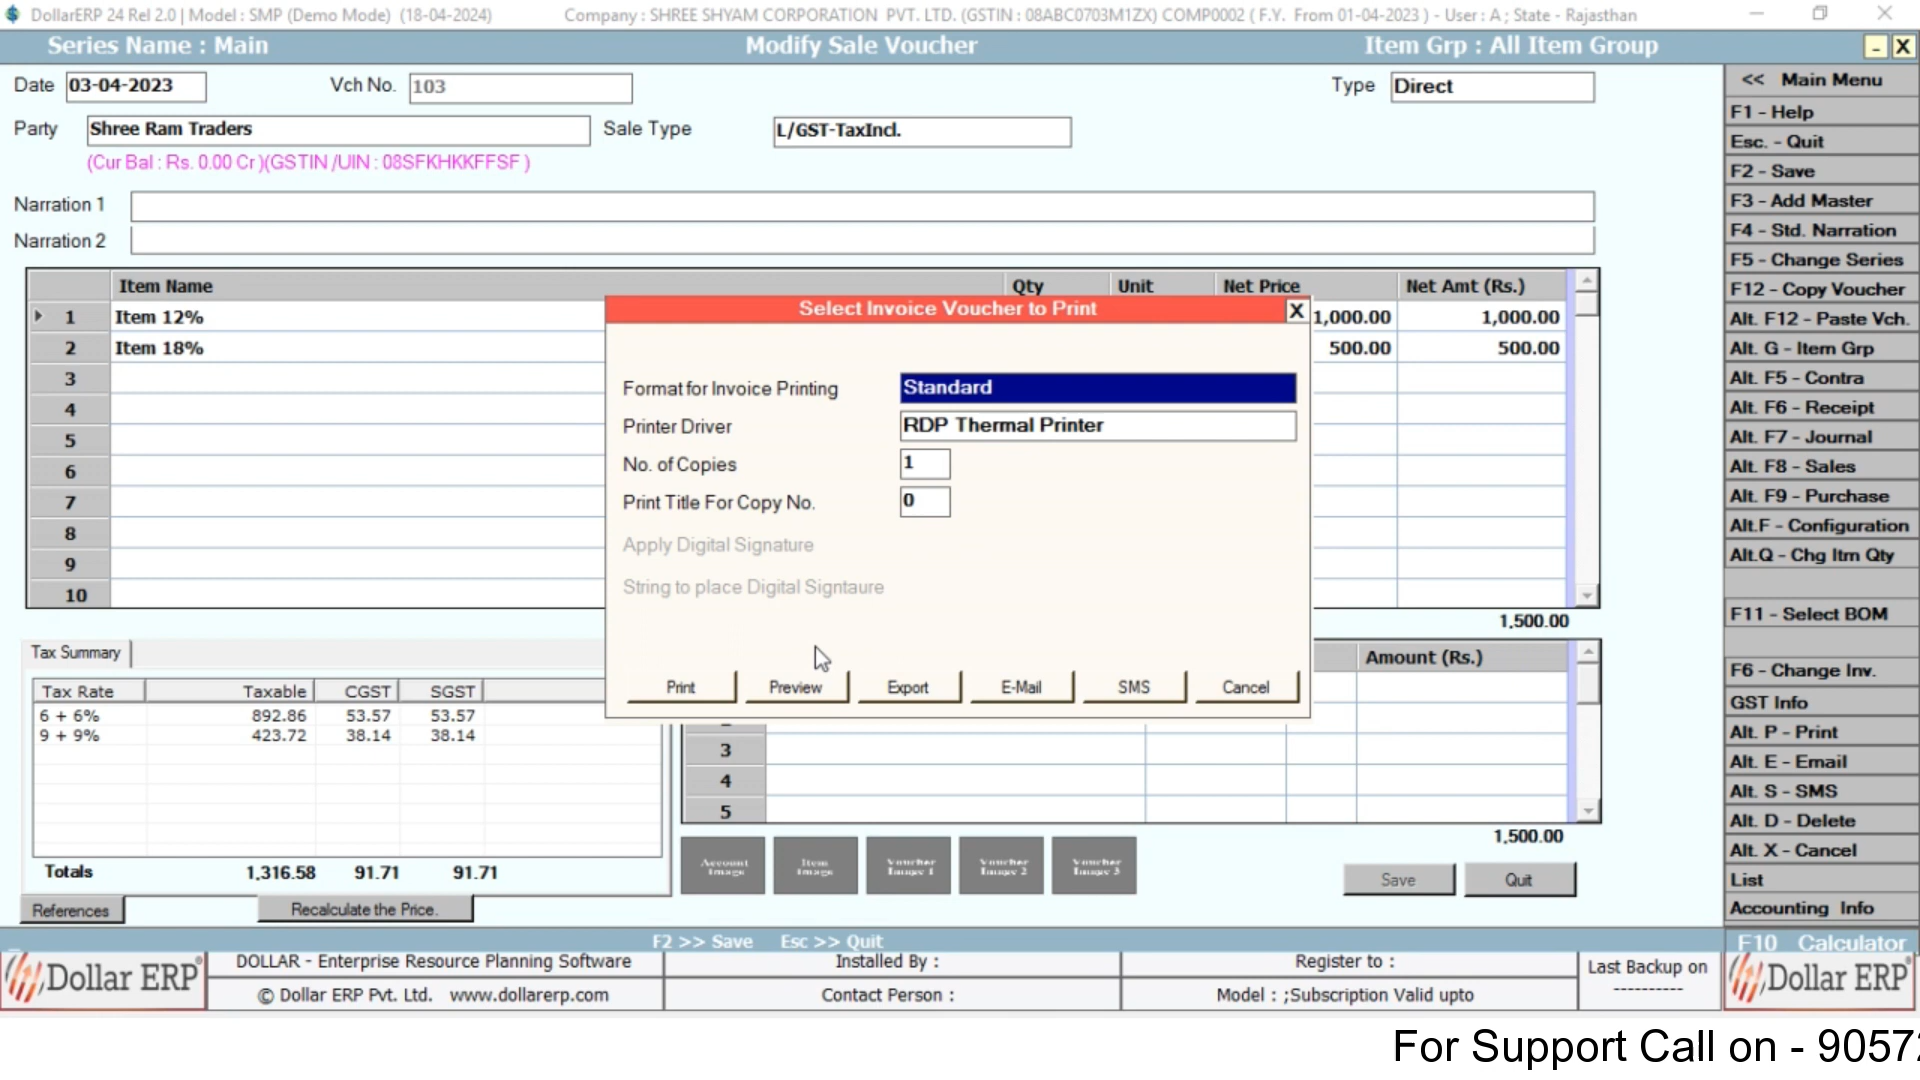 DollarERP 24 Rel 2.0 | Model : SMP (Demo Mode) (18-04-2024) Company : SHREE SHYAM CORPORATION PVT. LTD. (GSTIN : 08ABC0703M1ZX) COMP0002 ( F.Y. From 01-04-2023 ) - User : A ; State - Rajasthan
Series Name : Main Modify Sale Voucher Item Grp : All Item Group - X
Date 03-04-2023 Vch No. 103 Type Direct
Party Shree Ram Traders Sale Type L/GST-TaxIncl.
(Cur Bal : Rs. 0.00 Cr )(GSTIN /UIN : 08SFKHKKFFSF )
Narration 1
Narration 2
Item Name Qty Unit Net Price Net Amt (Rs.)
1 Item 12% 1,000.00 1,000.00
2 Item 18% 500.00 500.00
3
4
5
6
7
8
9
10
1,500.00
Select Invoice Voucher to Print X
Format for Invoice Printing Standard
Printer Driver RDP Thermal Printer
No. of Copies 1
Print Title For Copy No. 0
Apply Digital Signature
String to place Digital Signtaure
Print Preview Export E-Mail SMS Cancel
Tax Summary
Tax Rate Taxable CGST SGST
6 + 6% 892.86 53.57 53.57
9 + 9% 423.72 38.14 38.14
Totals 1,316.58 91.71 91.71
References Recalculate the Price.
Amount (Rs.)
3
4
5
1,500.00
Account Image
Item Image
Voucher Image 1
Voucher Image 2
Voucher Image 3
Save Quit
<< Main Menu
F1 - Help
Esc. - Quit
F2 - Save
F3 - Add Master
F4 - Std. Narration
F5 - Change Series
F12 - Copy Voucher
Alt. F12 - Paste Vch.
Alt. G - Item Grp
Alt. F5 - Contra
Alt. F6 - Receipt
Alt. F7 - Journal
Alt. F8 - Sales
Alt. F9 - Purchase
Alt.F - Configuration
Alt.Q - Chg Itm Qty
F11 - Select BOM
F6 - Change Inv.
GST Info
Alt. P - Print
Alt. E - Email
Alt. S - SMS
Alt. D - Delete
Alt. X - Cancel
List
Accounting Info
F10 Calculator
F2 >> Save Esc >> Quit
Dollar ERP®
DOLLAR - Enterprise Resource Planning Software Installed By : Register to :
© Dollar ERP Pvt. Ltd. www.dollarerp.com Contact Person : Model : ;Subscription Valid upto
Last Backup on
----------
Dollar ERP®
For Support Call on - 9057